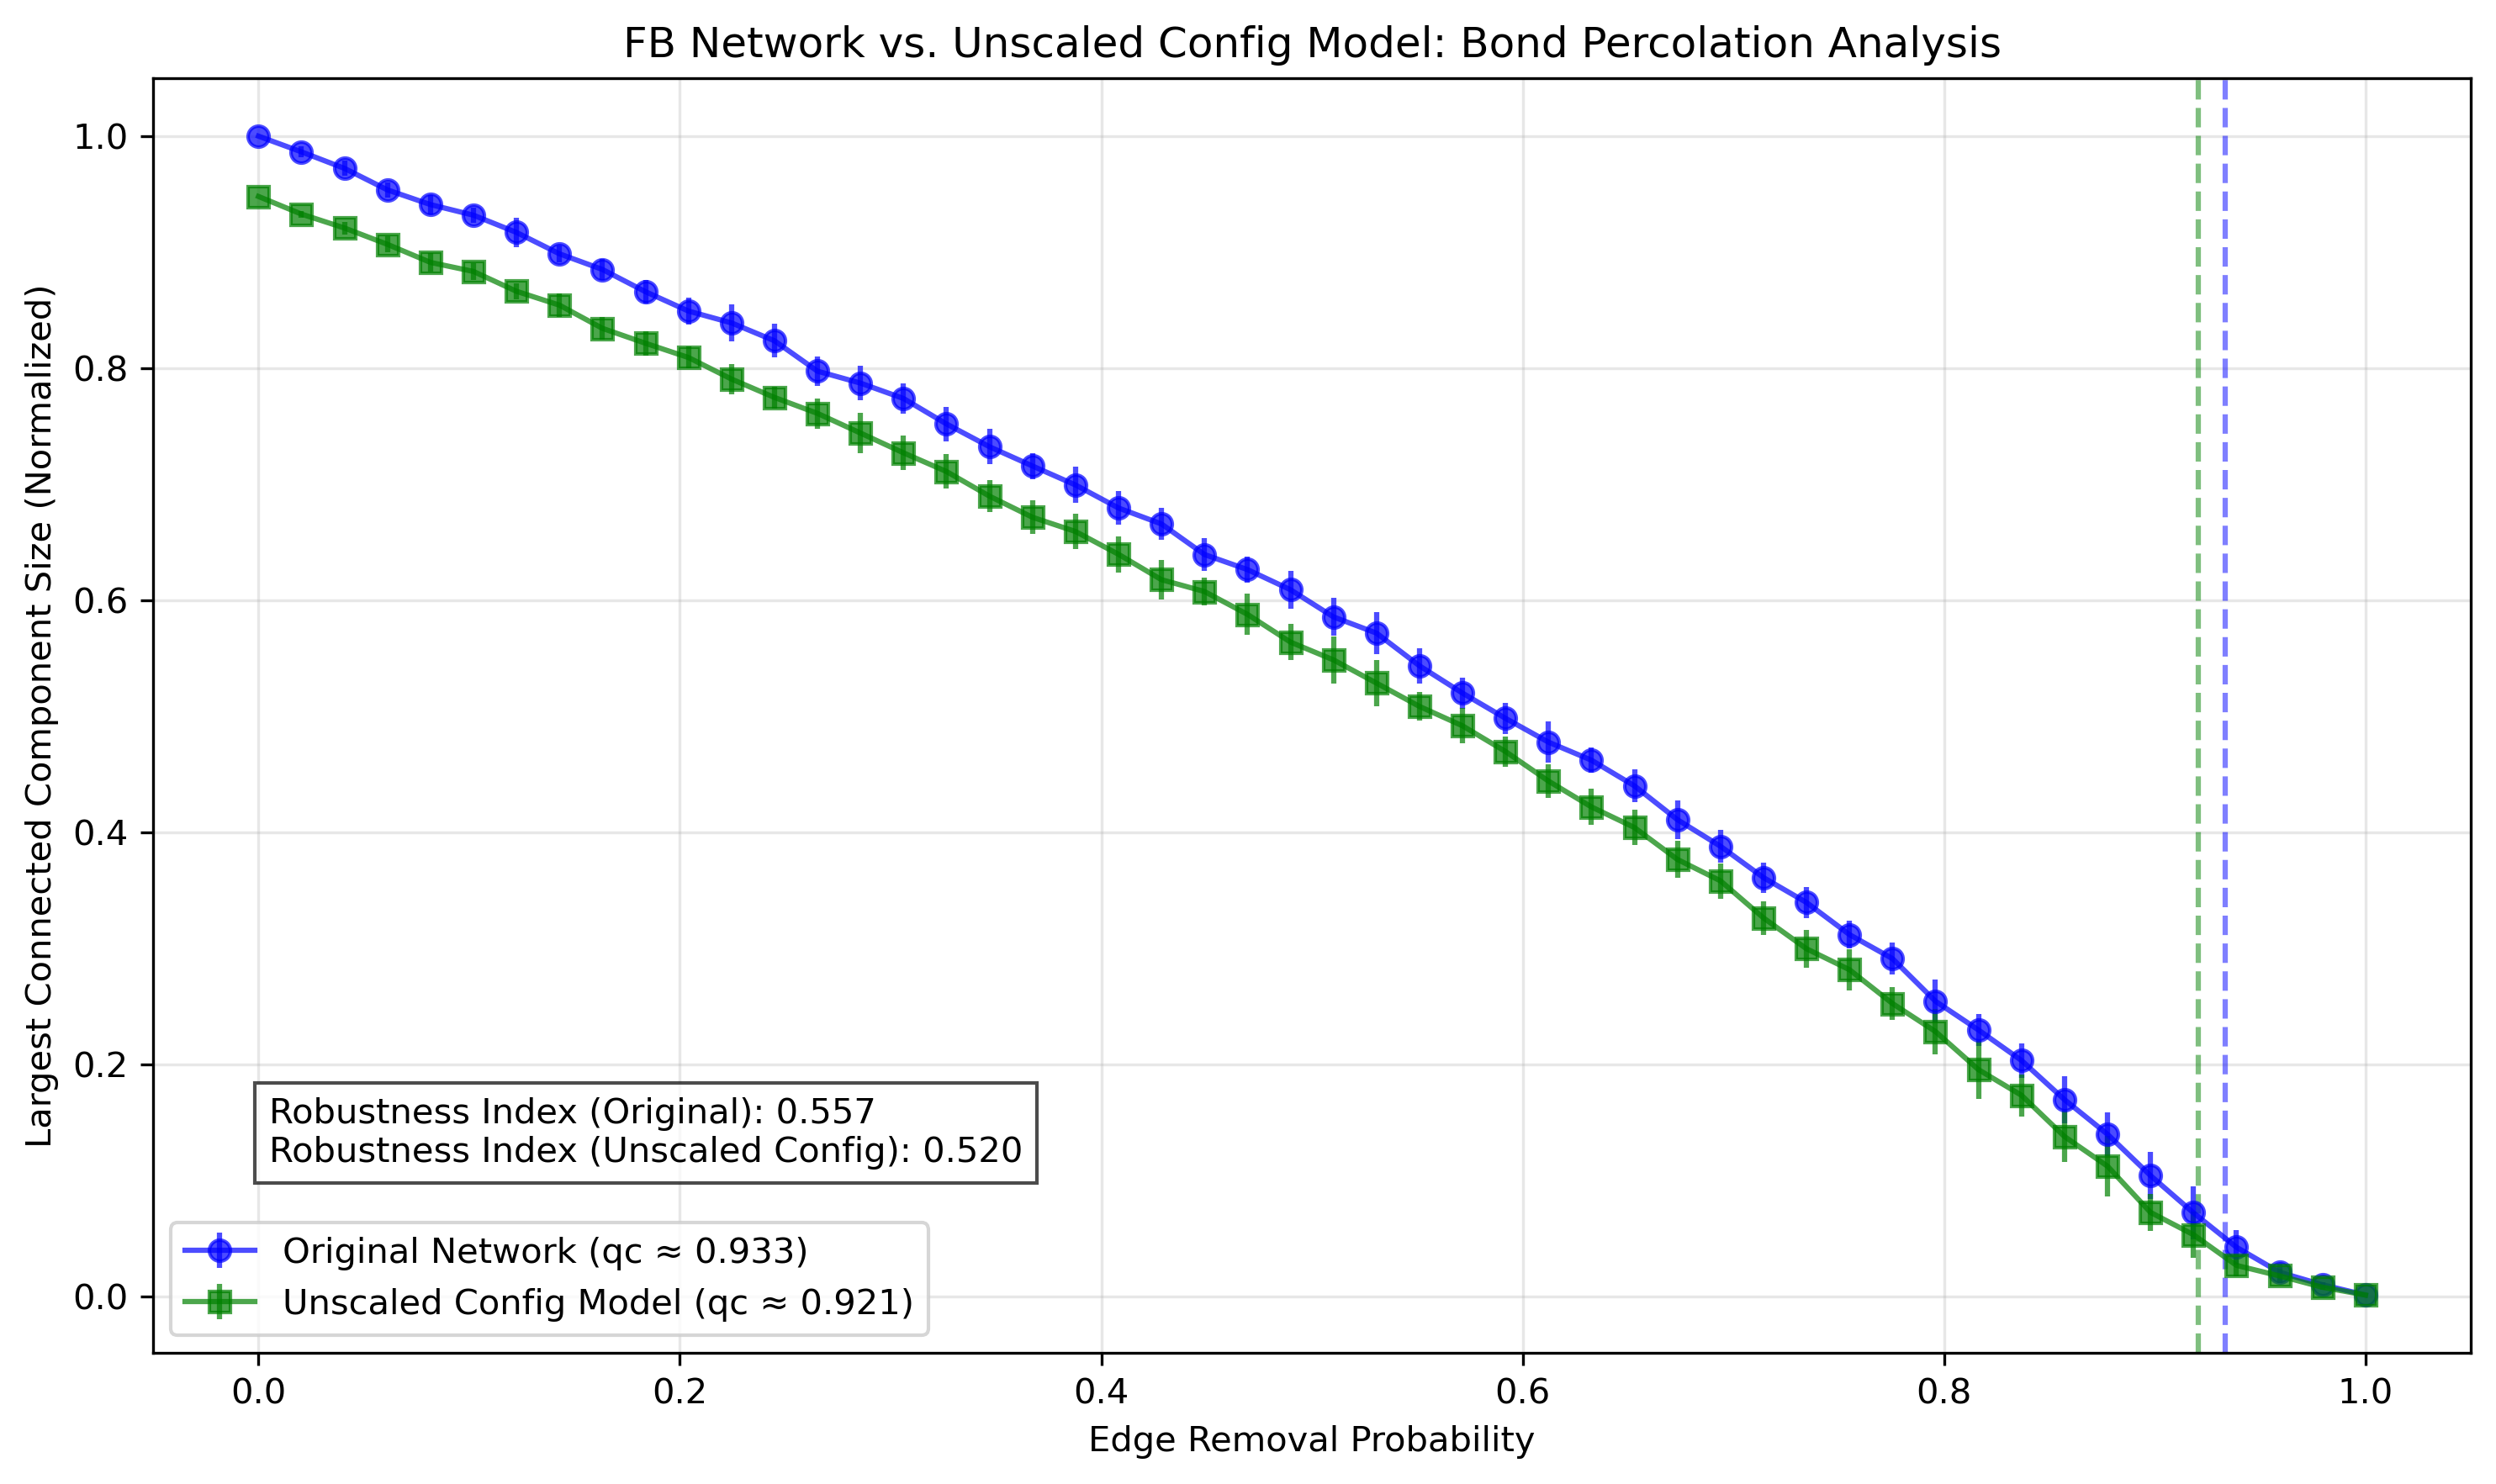 FB Network vs. Unscaled Config Model: Bond Percolation Analysis
Largest Connected Component Size (Normalized)
1.0
0.8
0.6
0.4
0.2
0.0
Robustness Index (Original): 0.557
Robustness Index (Unscaled Config): 0.520
Original Network (qc ≈ 0.933)
Unscaled Config Model (qc ≈ 0.921)
0.0 0.2 0.4 0.6 0.8 1.0
Edge Removal Probability